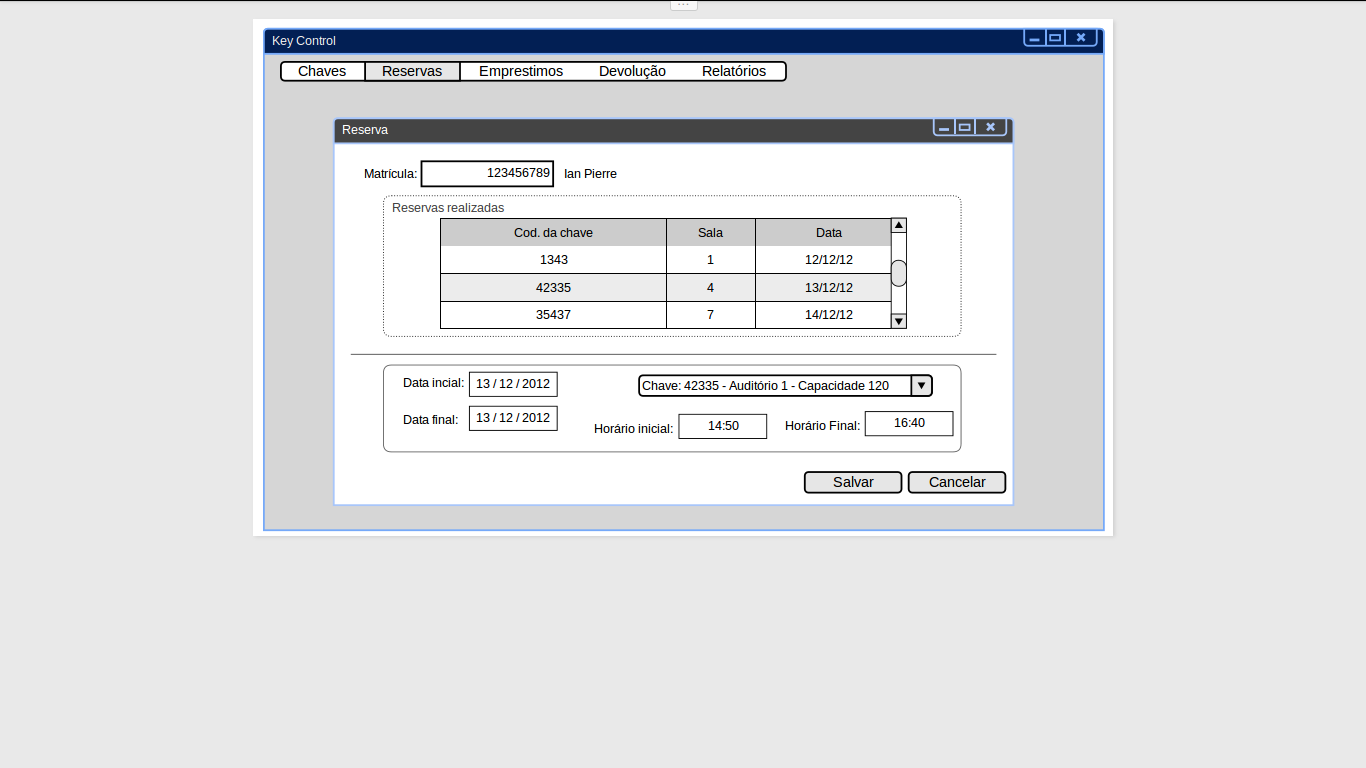 Key Control
Chaves Reservas Emprestimos Devolução Relatórios
Reserva
Matrícula: 123456789 Ian Pierre
Reservas realizadas
Cod. da chave Sala Data
1343 1 12/12/12
42335 4 13/12/12
35437 7 14/12/12
Data incial: 13 / 12 / 2012 Chave: 42335 - Auditório 1 - Capacidade 120
Data final: 13 / 12 / 2012 Horário inicial: 14:50 Horário Final: 16:40
Salvar Cancelar